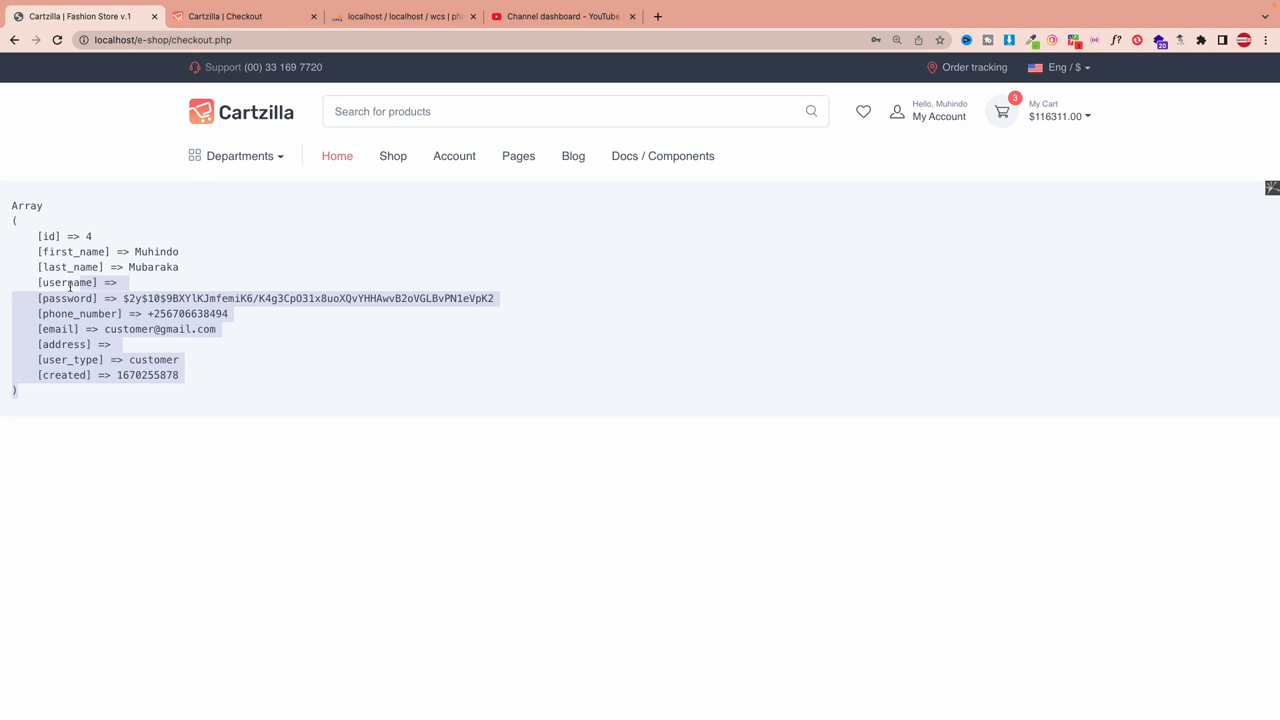 Cartzilla | Fashion Store v.1
Cartzilla | Checkout
localhost / localhost / wcs | ph
Channel dashboard - YouTube
localhost/e-shop/checkout.php
Support (00) 33 169 7720
Order tracking
Eng / $
Cartzilla
Search for products
Hello, Muhindo
My Account
3
My Cart
$116311.00
Departments
Home
Shop
Account
Pages
Blog
Docs / Components
Array
(
[id] => 4
[first_name] => Muhindo
[last_name] => Mubaraka
[username] =>
[password] => $2y$10$9BXYlKJmfemiK6/K4g3CpO31x8uoXQvYHHAwvB2oVGLBvPN1eVpK2
[phone_number] => +256706638494
[email] => customer@gmail.com
[address] =>
[user_type] => customer
[created] => 1670255878
)